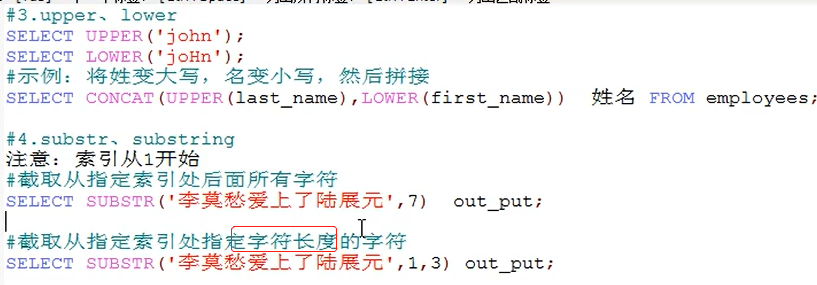 #3.upper、lower
SELECT UPPER('john');
SELECT LOWER('joHn');
#示例：将姓变大写，名变小写，然后拼接
SELECT CONCAT(UPPER(last_name),LOWER(first_name))  姓名 FROM employees;
#4.substr、substring
注意：索引从1开始
#截取从指定索引处后面所有字符
SELECT SUBSTR('李莫愁爱上了陆展元',7)  out_put;
#截取从指定索引处指定字符长度的字符
SELECT SUBSTR('李莫愁爱上了陆展元',1,3) out_put;